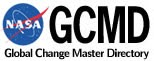 NASA GCMD
Global Change Master Directory